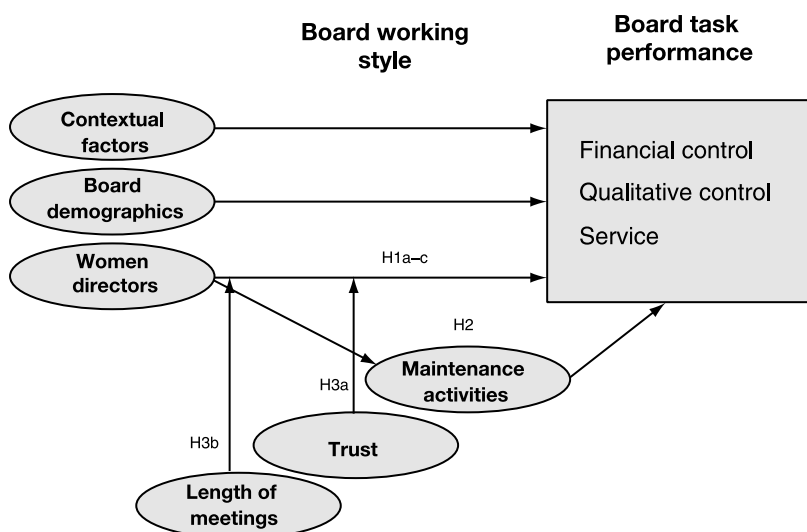 Board working
style
Board task
performance
Contextual
factors
Financial control
Board
demographics
Qualitative control
Service
Women
directors
H1a–c
H2
Maintenance
activities
H3a
Trust
H3b
Length of
meetings